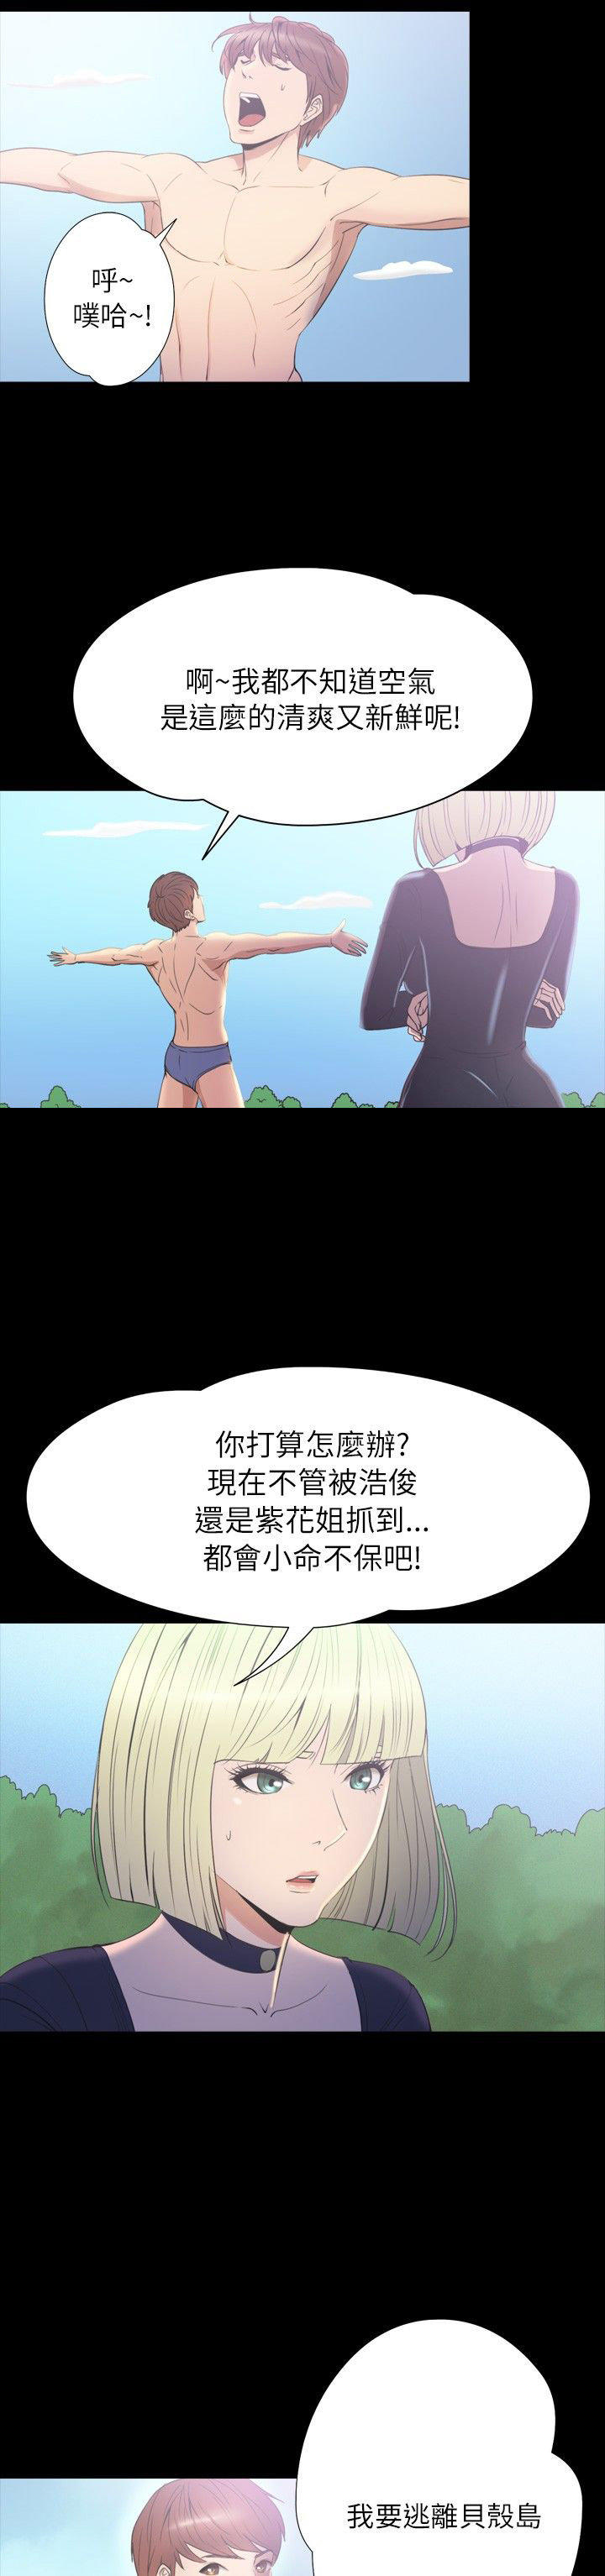 呼~
噗哈~!
啊~我都不知道空氣
是這麼的清爽又新鮮呢!
你打算怎麼辦?
現在不管被浩俊
還是紫花姐抓到...
都會小命不保吧!
我要逃離貝殼島